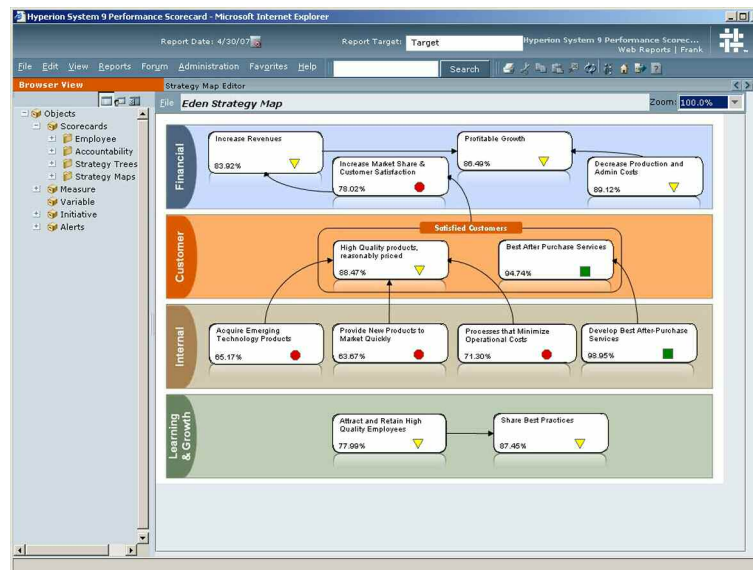 Hyperion System 9 Performance Scorecard - Microsoft Internet Explorer
Report Date: 4/30/07
Report Target: Target
Hyperion System 9 Performance Scorec...
Web Reports | Frank
File Edit View Reports Forum Administration Favorites Help
Search
Browser View
Strategy Map Editor
File Eden Strategy Map
Zoom: 100.0%
Objects
Scorecards
Employee
Accountability
Strategy Trees
Strategy Maps
Measure
Variable
Initiative
Alerts
Financial
Increase Revenues
83.92%
Increase Market Share &
Customer Satisfaction
78.02%
Profitable Growth
86.49%
Decrease Production and
Admin Costs
89.12%
Customer
Satisfied Customers
High Quality products,
reasonably priced
88.47%
Best After Purchase Services
94.74%
Internal
Acquire Emerging
Technology Products
65.17%
Provide New Products to
Market Quickly
63.67%
Processes that Minimize
Operational Costs
71.30%
Develop Best After-Purchase
Services
98.95%
Learning
& Growth
Attract and Retain High
Quality Employees
77.99%
Share Best Practices
87.45%